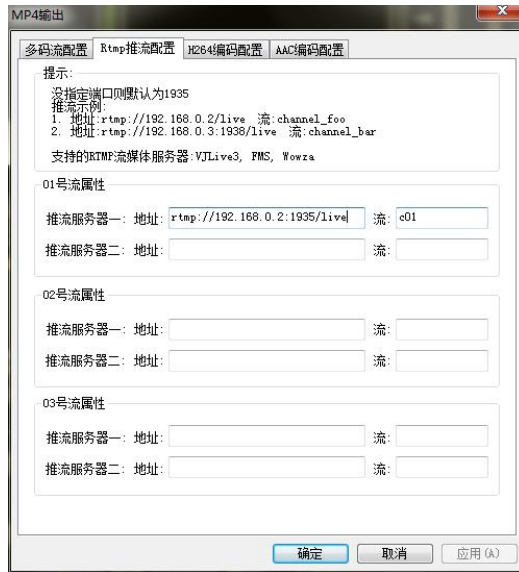 MP4输出
多码流配置 Rtmp推流配置 H264编码配置 AAC编码配置
提示:
没指定端口则默认为1935
推流示例:
1. 地址:rtmp://192.168.0.2/live 流:channel_foo
2. 地址:rtmp://192.168.0.3:1938/live 流:channel_bar
支持的RTMP流媒体服务器:VJLive3, FMS, Wowza
01号流属性
推流服务器一: 地址: rtmp://192.168.0.2:1935/live 流: c01
推流服务器二: 地址: 流:
02号流属性
推流服务器一: 地址: 流:
推流服务器二: 地址: 流:
03号流属性
推流服务器一: 地址: 流:
推流服务器二: 地址: 流:
确定 取消 应用(A)